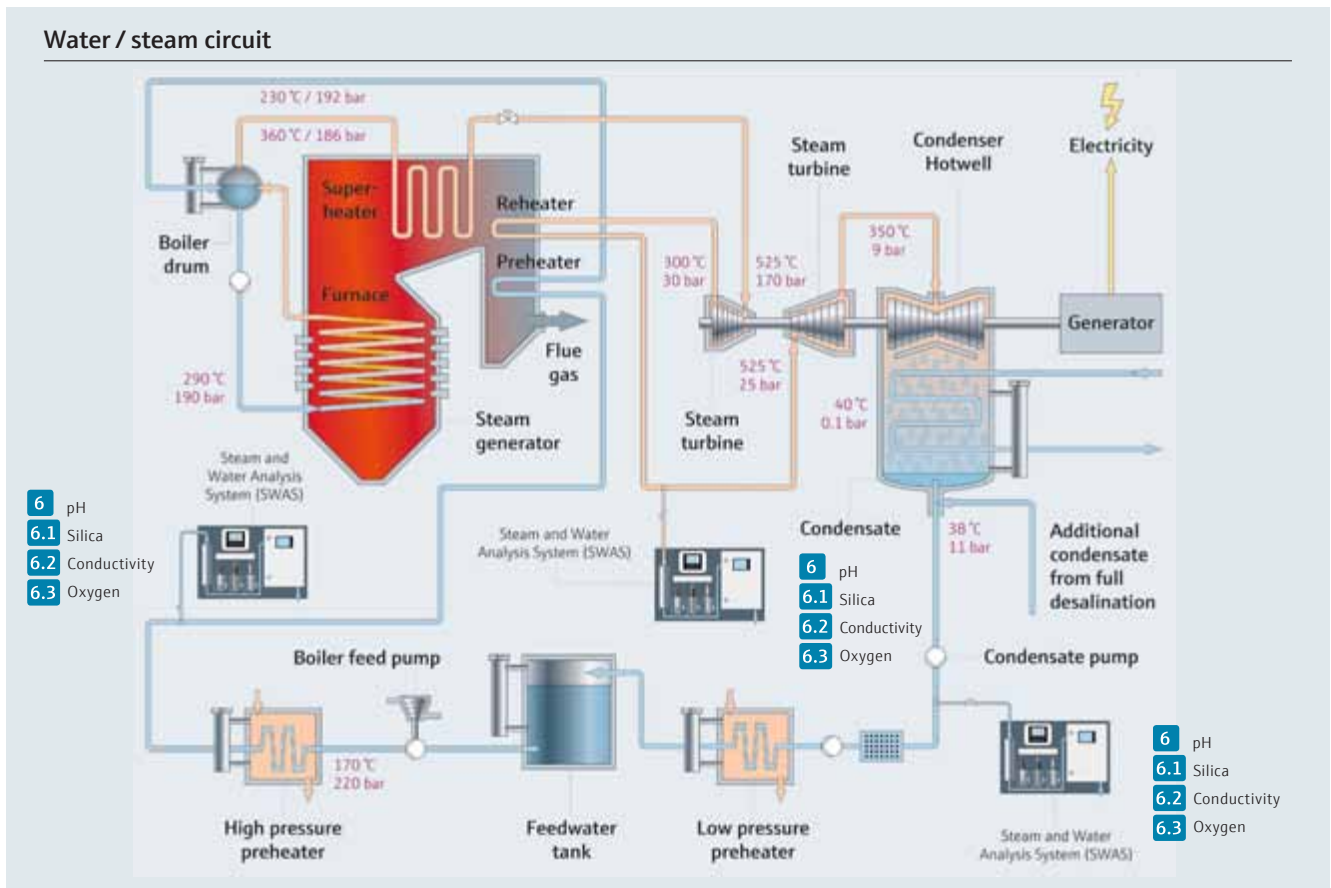 Water / steam circuit
230 °C / 192 bar
360 °C / 186 bar
Steam
turbine
Condenser
Hotwell
Electricity
Super-
heater
Reheater
Boiler
drum
Preheater
350 °C
9 bar
300 °C
30 bar
525 °C
170 bar
Furnace
Generator
Flue
gas
525 °C
25 bar
290 °C
190 bar
40 °C
0.1 bar
Steam
generator
Steam
turbine
Steam and
Water Analysis
System (SWAS)
6 pH
6.1 Silica
6.2 Conductivity
6.3 Oxygen
Steam and Water
Analysis System (SWAS)
Condensate
38 °C
11 bar
Additional
condensate
from full
desalination
6 pH
6.1 Silica
6.2 Conductivity
6.3 Oxygen
Boiler feed pump
Condensate pump
170 °C
220 bar
6 pH
6.1 Silica
6.2 Conductivity
6.3 Oxygen
High pressure
preheater
Feedwater
tank
Low pressure
preheater
Steam and Water
Analysis System (SWAS)